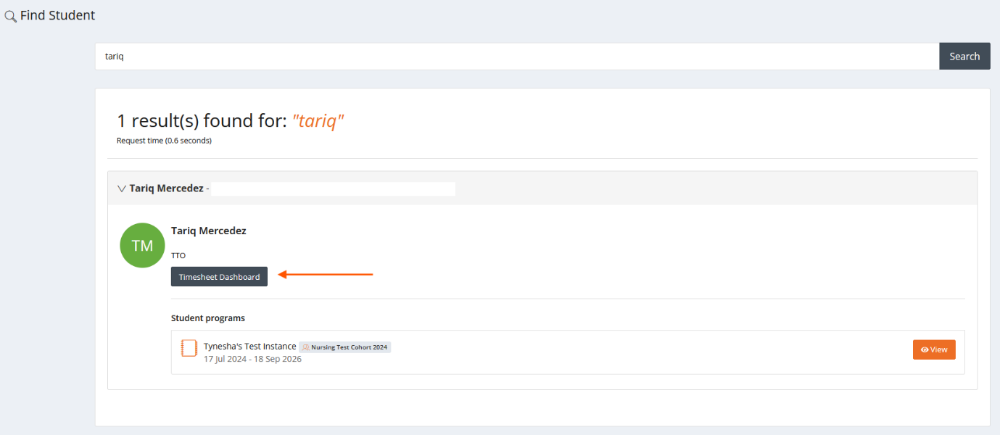 Find Student
tariq
Search
1 result(s) found for: "tariq"
Request time (0.6 seconds)
Tariq Mercedez -
TM
Tariq Mercedez
TTO
Timesheet Dashboard
Student programs
Tynesha's Test Instance Nursing Test Cohort 2024
17 Jul 2024 - 18 Sep 2026
View